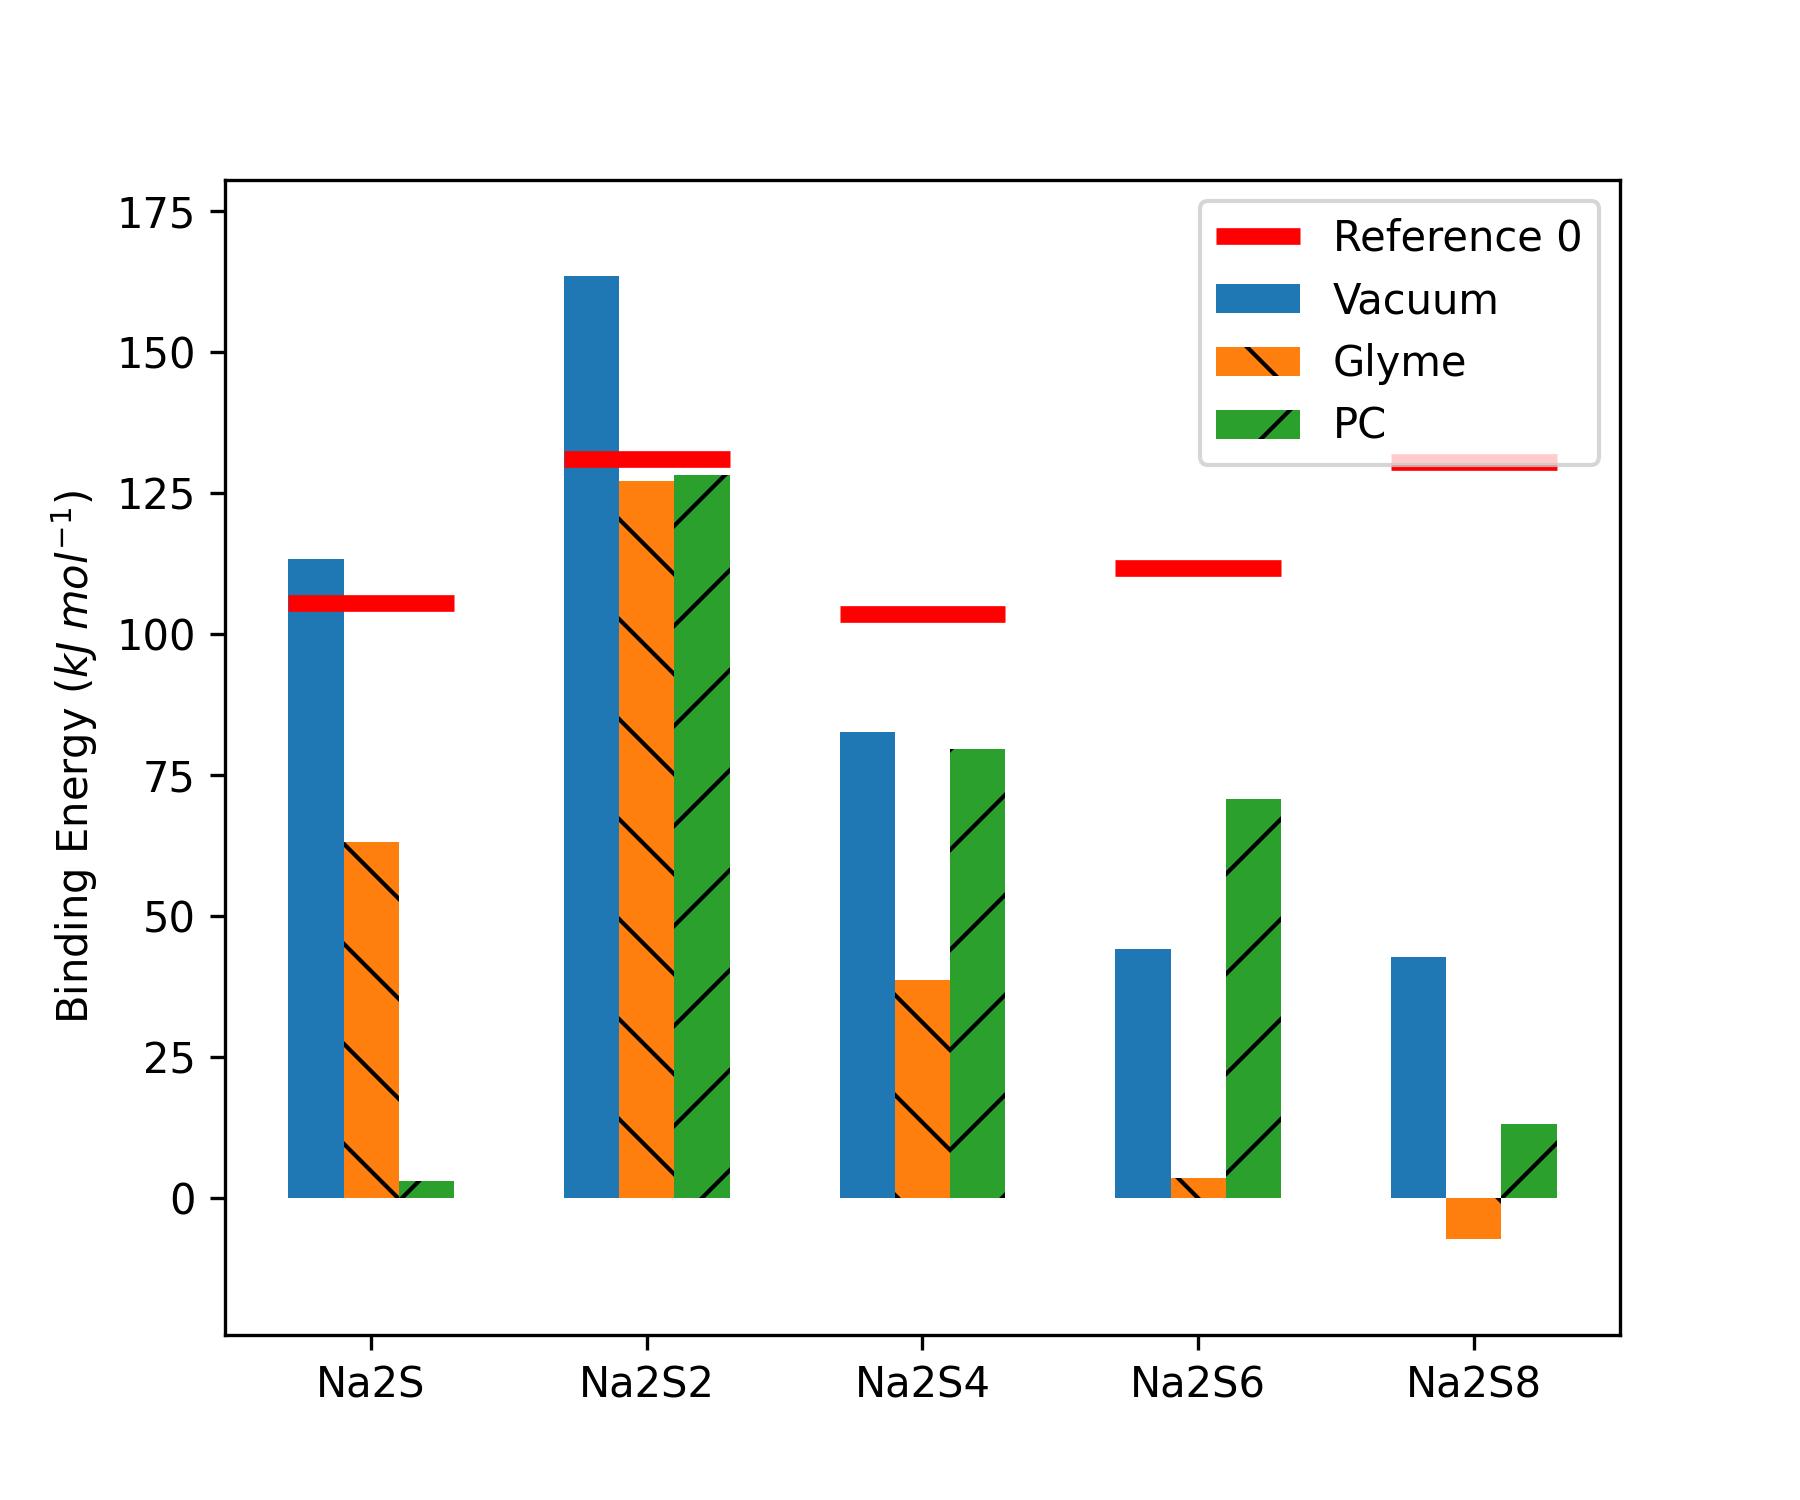 175
150
125
100
75
50
25
0
Binding Energy (kJ mol⁻¹)
Reference 0
Vacuum
Glyme
PC
Na2S
Na2S2
Na2S4
Na2S6
Na2S8